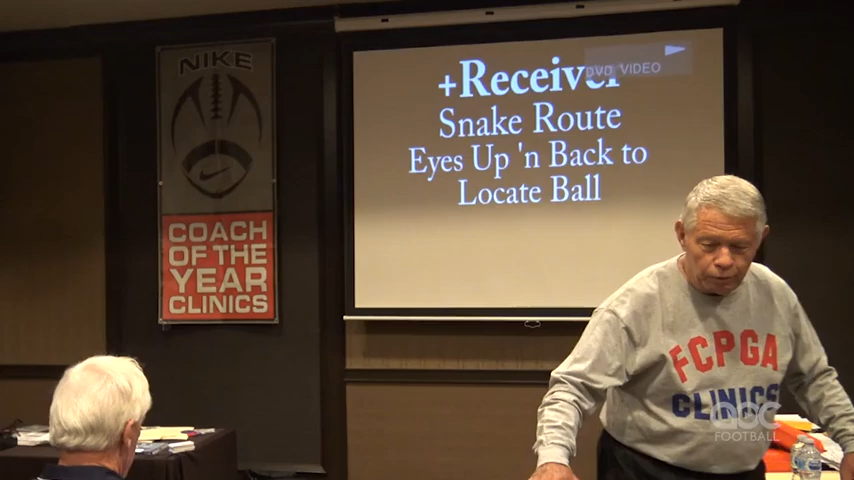 NIKE
COACH
OF THE
YEAR
CLINICS
+Receiver
DVD VIDEO
Snake Route
Eyes Up 'n Back to
Locate Ball
FCPGA
CLINICS
FOOTBALL